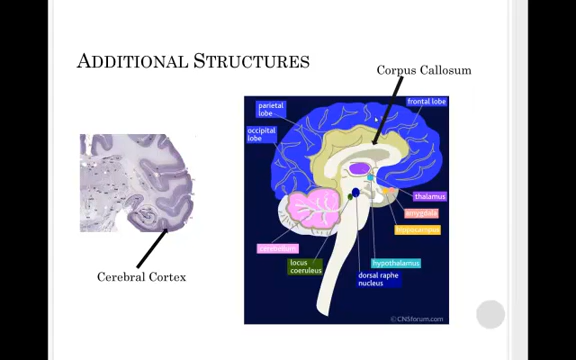 ADDITIONAL STRUCTURES
Corpus Callosum
parietal
lobe
frontal lobe
occipital
lobe
thalamus
amygdala
hippocampus
cerebellum
locus
coeruleus
hypothalamus
dorsal raphe
nucleus
Cerebral Cortex
© CNSforum.com